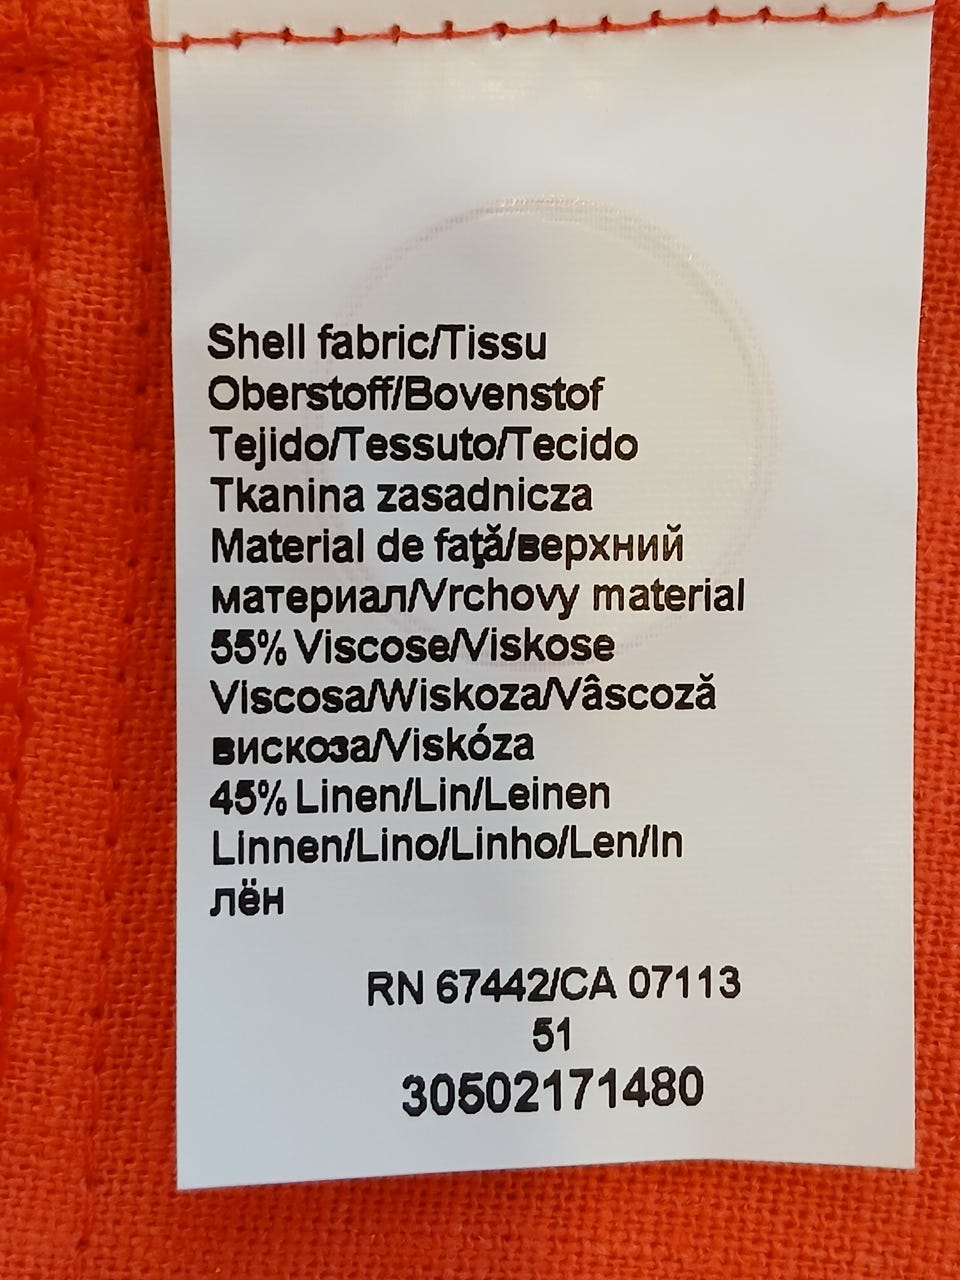 Shell fabric/Tissu
Oberstoff/Bovenstof
Tejido/Tessuto/Tecido
Tkanina zasadnicza
Material de faţă/верхний
материал/Vrchovy material
55% Viscose/Viskose
Viscosa/Wiskoza/Vâscoză
вискоза/Viskóza
45% Linen/Lin/Leinen
Linnen/Lino/Linho/Len/In
лён
RN 67442/CA 07113
51
30502171480